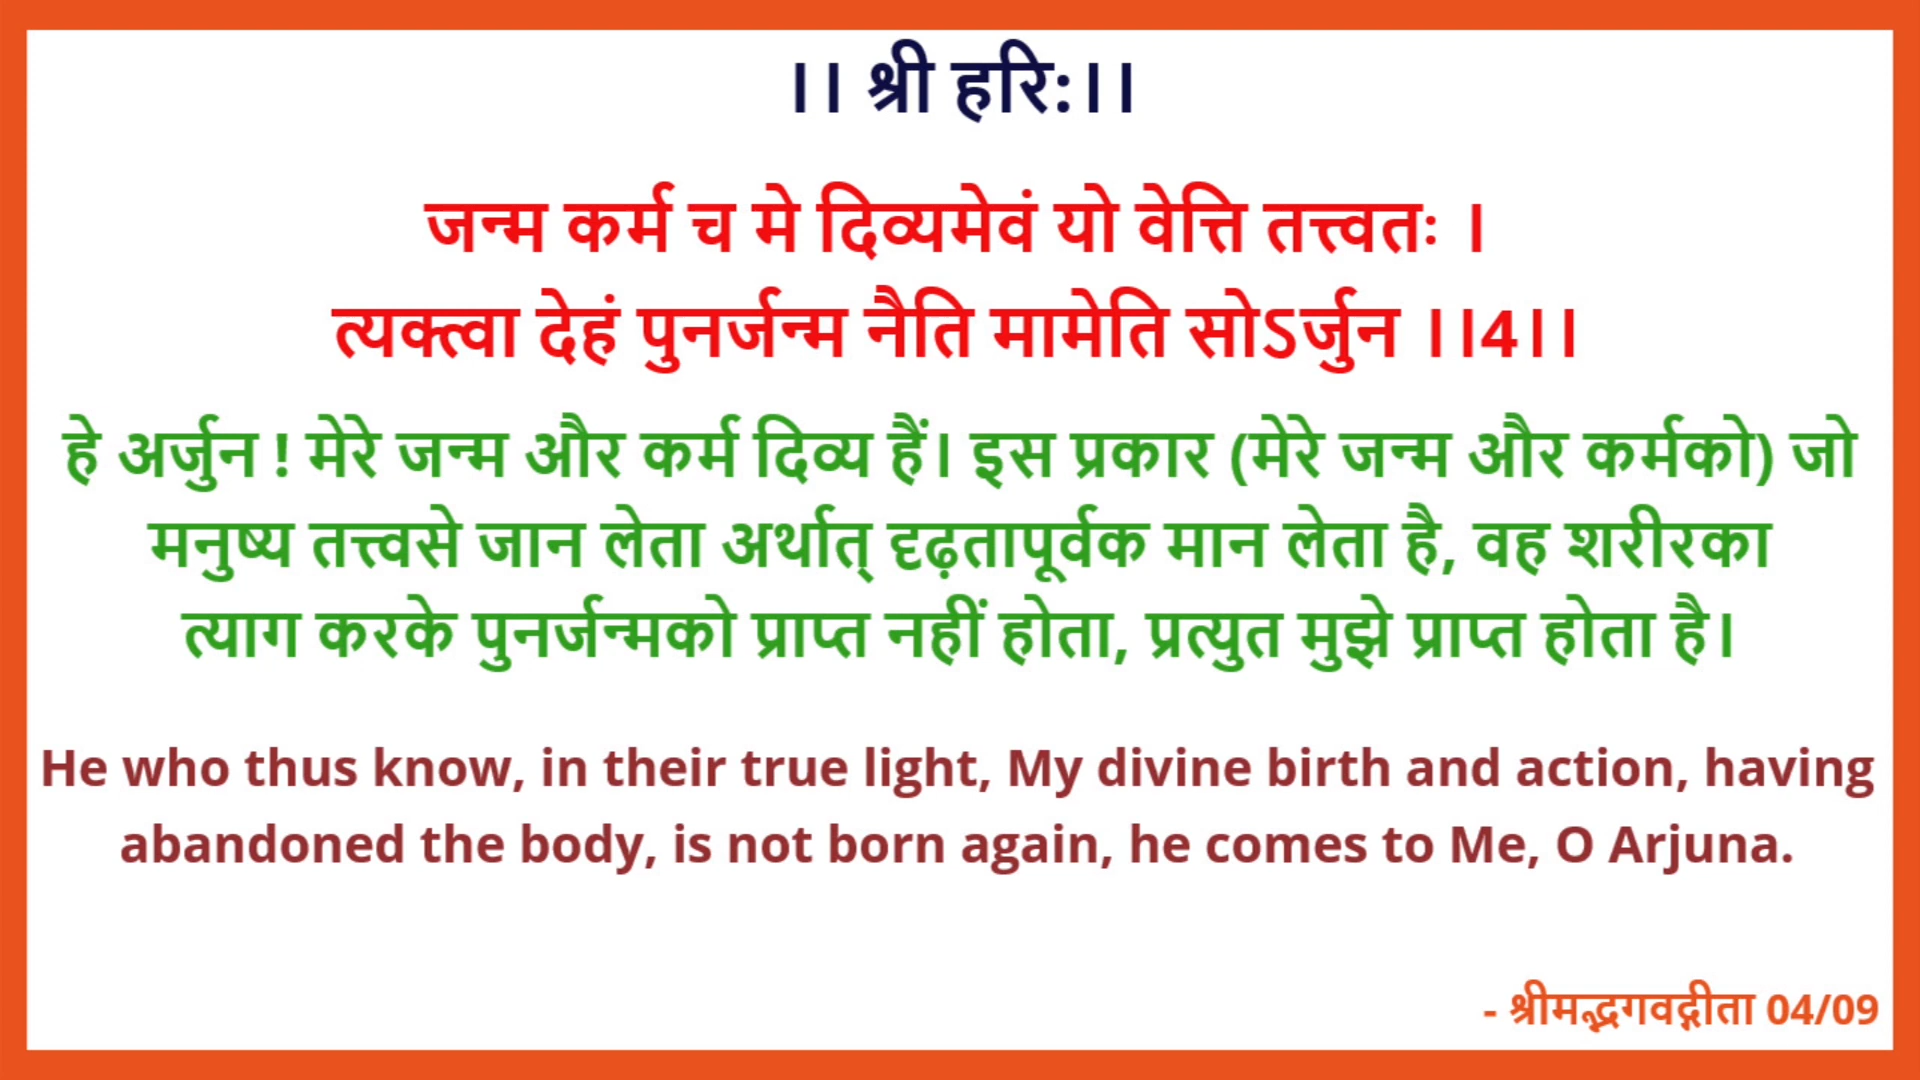 ।। श्री हरि:।।
जन्म कर्म च मे दिव्यमेवं यो वेत्ति तत्त्वतः ।
त्यक्त्वा देहं पुनर्जन्म नैति मामेति सोऽर्जुन ।।4।।
हे अर्जुन ! मेरे जन्म और कर्म दिव्य हैं। इस प्रकार (मेरे जन्म और कर्मको) जो
मनुष्य तत्त्वसे जान लेता अर्थात् दृढ़तापूर्वक मान लेता है, वह शरीरका
त्याग करके पुनर्जन्मको प्राप्त नहीं होता, प्रत्युत मुझे प्राप्त होता है।
He who thus know, in their true light, My divine birth and action, having
abandoned the body, is not born again, he comes to Me, O Arjuna.
- श्रीमद्भगवद्गीता 04/09